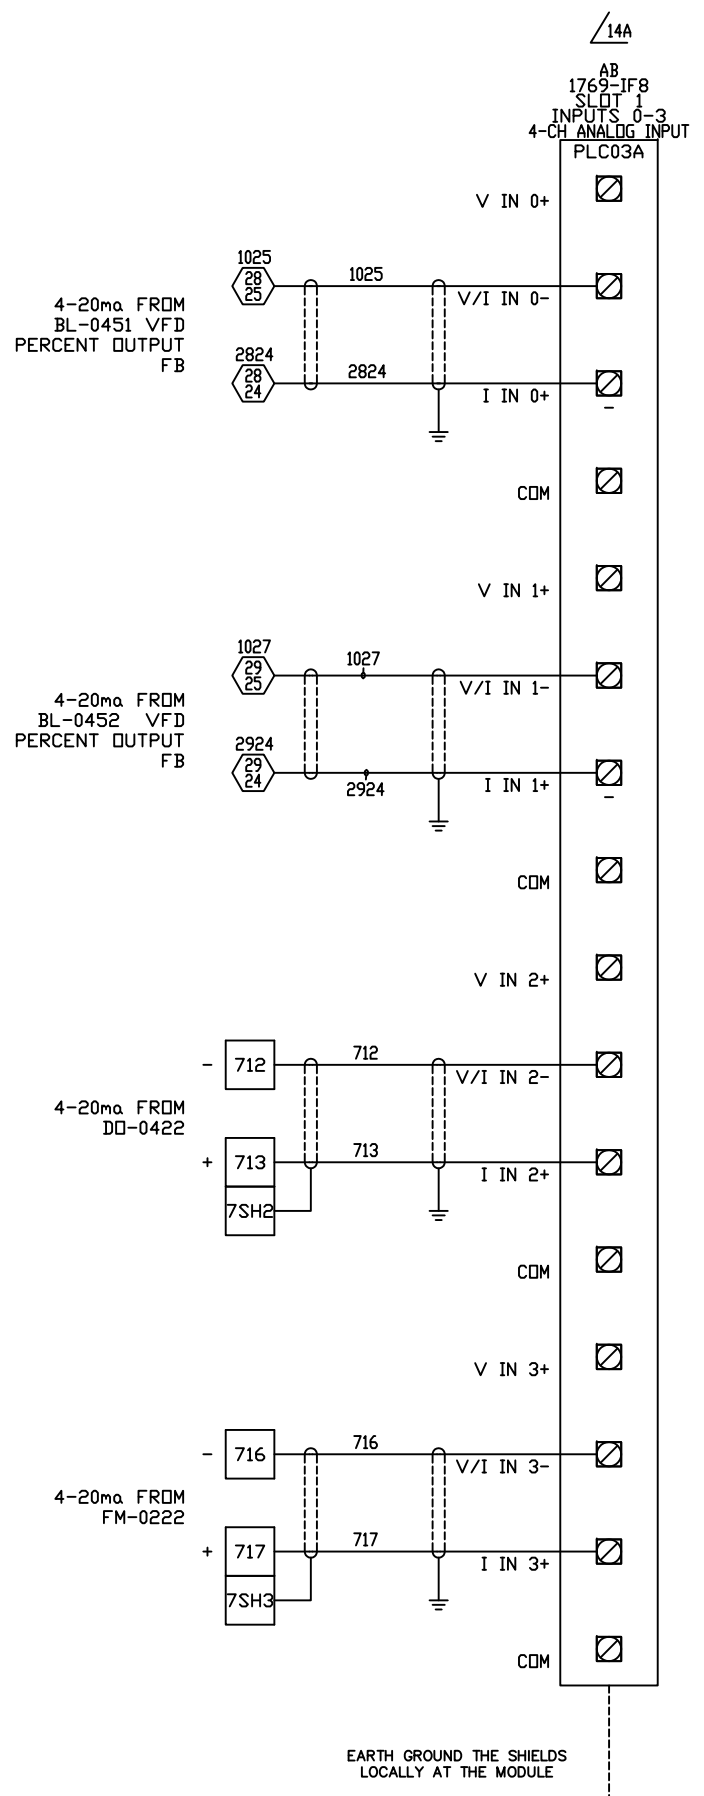 14A
AB
1769-IF8
SLOT 1
INPUTS 0-3
4-CH ANALOG INPUT
PLC03A
V IN 0+
1025
28
25
1025
V/I IN 0-
4-20ma FROM
BL-0451 VFD
PERCENT OUTPUT
FB
2824
28
24
2824
I IN 0+
-
COM
V IN 1+
1027
29
25
1027
V/I IN 1-
4-20ma FROM
BL-0452 VFD
PERCENT OUTPUT
FB
2924
29
24
2924
I IN 1+
-
COM
V IN 2+
- 712
712
V/I IN 2-
4-20ma FROM
DO-0422
+ 713
713
I IN 2+
7SH2
COM
V IN 3+
- 716
716
V/I IN 3-
4-20ma FROM
FM-0222
+ 717
717
I IN 3+
7SH3
COM
EARTH GROUND THE SHIELDS
LOCALLY AT THE MODULE